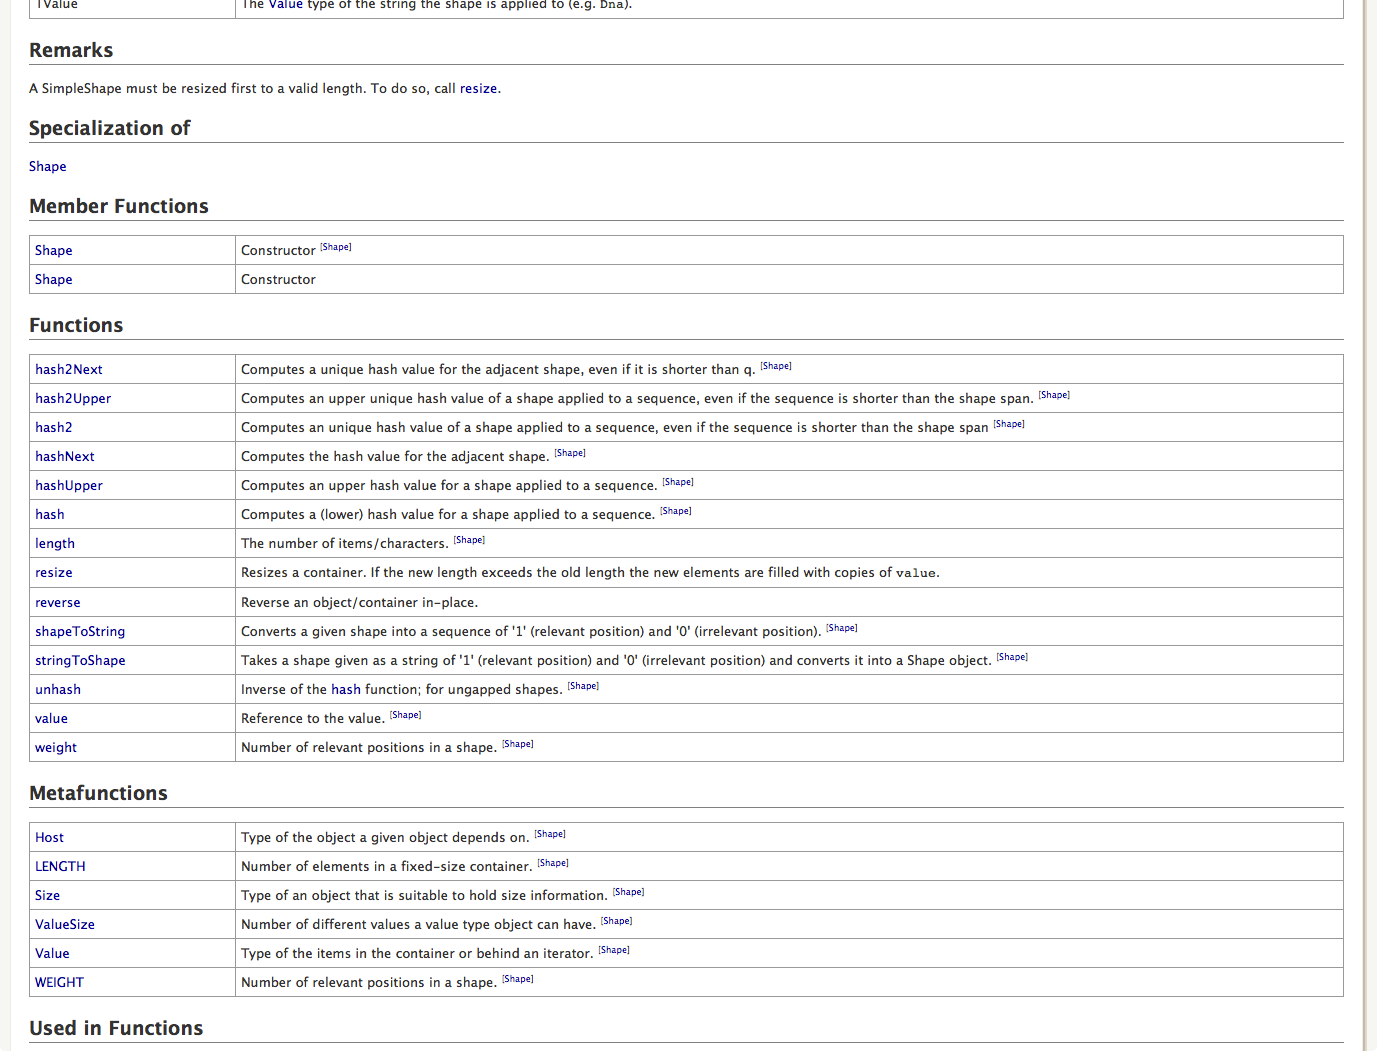 TValue The Value type of the string the shape is applied to (e.g. Dna).
Remarks
A SimpleShape must be resized first to a valid length. To do so, call resize.
Specialization of
Shape
Member Functions
Shape Constructor [Shape]
Shape Constructor
Functions
hash2Next Computes a unique hash value for the adjacent shape, even if it is shorter than q. [Shape]
hash2Upper Computes an upper unique hash value of a shape applied to a sequence, even if the sequence is shorter than the shape span. [Shape]
hash2 Computes an unique hash value of a shape applied to a sequence, even if the sequence is shorter than the shape span [Shape]
hashNext Computes the hash value for the adjacent shape. [Shape]
hashUpper Computes an upper hash value for a shape applied to a sequence. [Shape]
hash Computes a (lower) hash value for a shape applied to a sequence. [Shape]
length The number of items/characters. [Shape]
resize Resizes a container. If the new length exceeds the old length the new elements are filled with copies of value.
reverse Reverse an object/container in-place.
shapeToString Converts a given shape into a sequence of '1' (relevant position) and '0' (irrelevant position). [Shape]
stringToShape Takes a shape given as a string of '1' (relevant position) and '0' (irrelevant position) and converts it into a Shape object. [Shape]
unhash Inverse of the hash function; for ungapped shapes. [Shape]
value Reference to the value. [Shape]
weight Number of relevant positions in a shape. [Shape]
Metafunctions
Host Type of the object a given object depends on. [Shape]
LENGTH Number of elements in a fixed-size container. [Shape]
Size Type of an object that is suitable to hold size information. [Shape]
ValueSize Number of different values a value type object can have. [Shape]
Value Type of the items in the container or behind an iterator. [Shape]
WEIGHT Number of relevant positions in a shape. [Shape]
Used in Functions